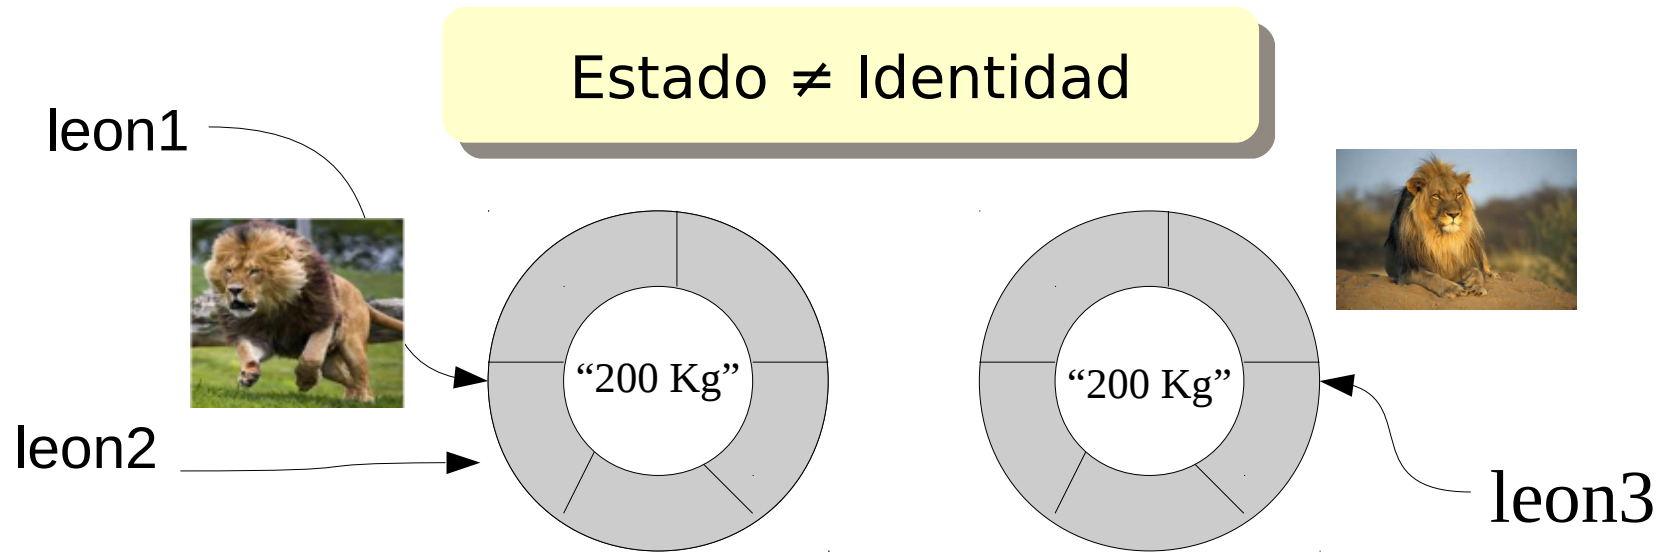 Estado ≠ Identidad
leon1
“200 Kg”
“200 Kg”
leon2
leon3